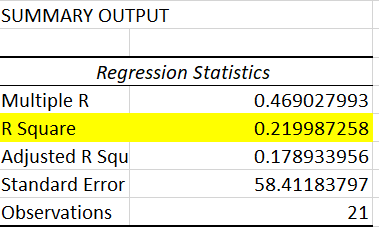 SUMMARY OUTPUT
Regression Statistics
Multiple R 0.469027993
R Square 0.219987258
Adjusted R Squ 0.178933956
Standard Error 58.41183797
Observations 21